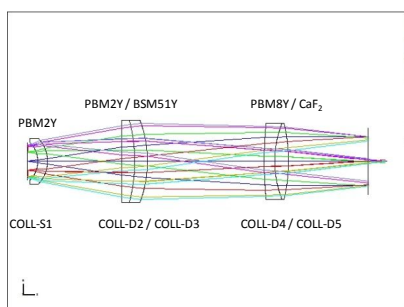 PBM2Y / BSM51Y
PBM8Y / CaF₂
PBM2Y
COLL-S1
COLL-D2 / COLL-D3
COLL-D4 / COLL-D5